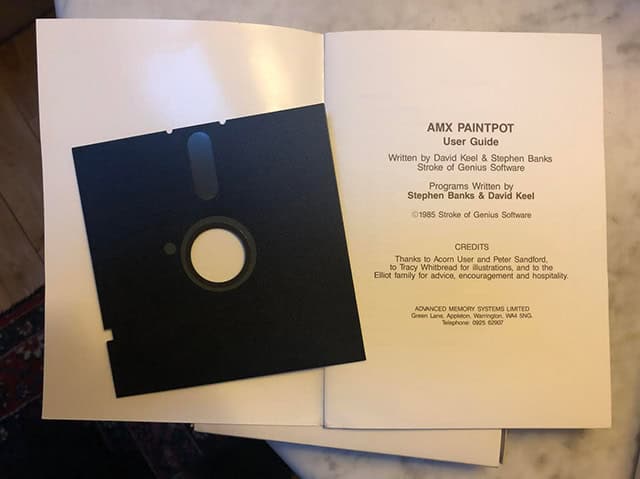 AMX PAINTPOT
User Guide
Written by David Keel & Stephen Banks
Stroke of Genius Software
Programs Written by
Stephen Banks & David Keel
©1985 Stroke of Genius Software
CREDITS
Thanks to Acorn User and Peter Sandford,
to Tracy Whitbread for illustrations, and to the
Elliot family for advice, encouragement and hospitality.
ADVANCED MEMORY SYSTEMS LIMITED
Green Lane, Appleton, Warrington, WA4 5NG.
Telephone: 0925 62907